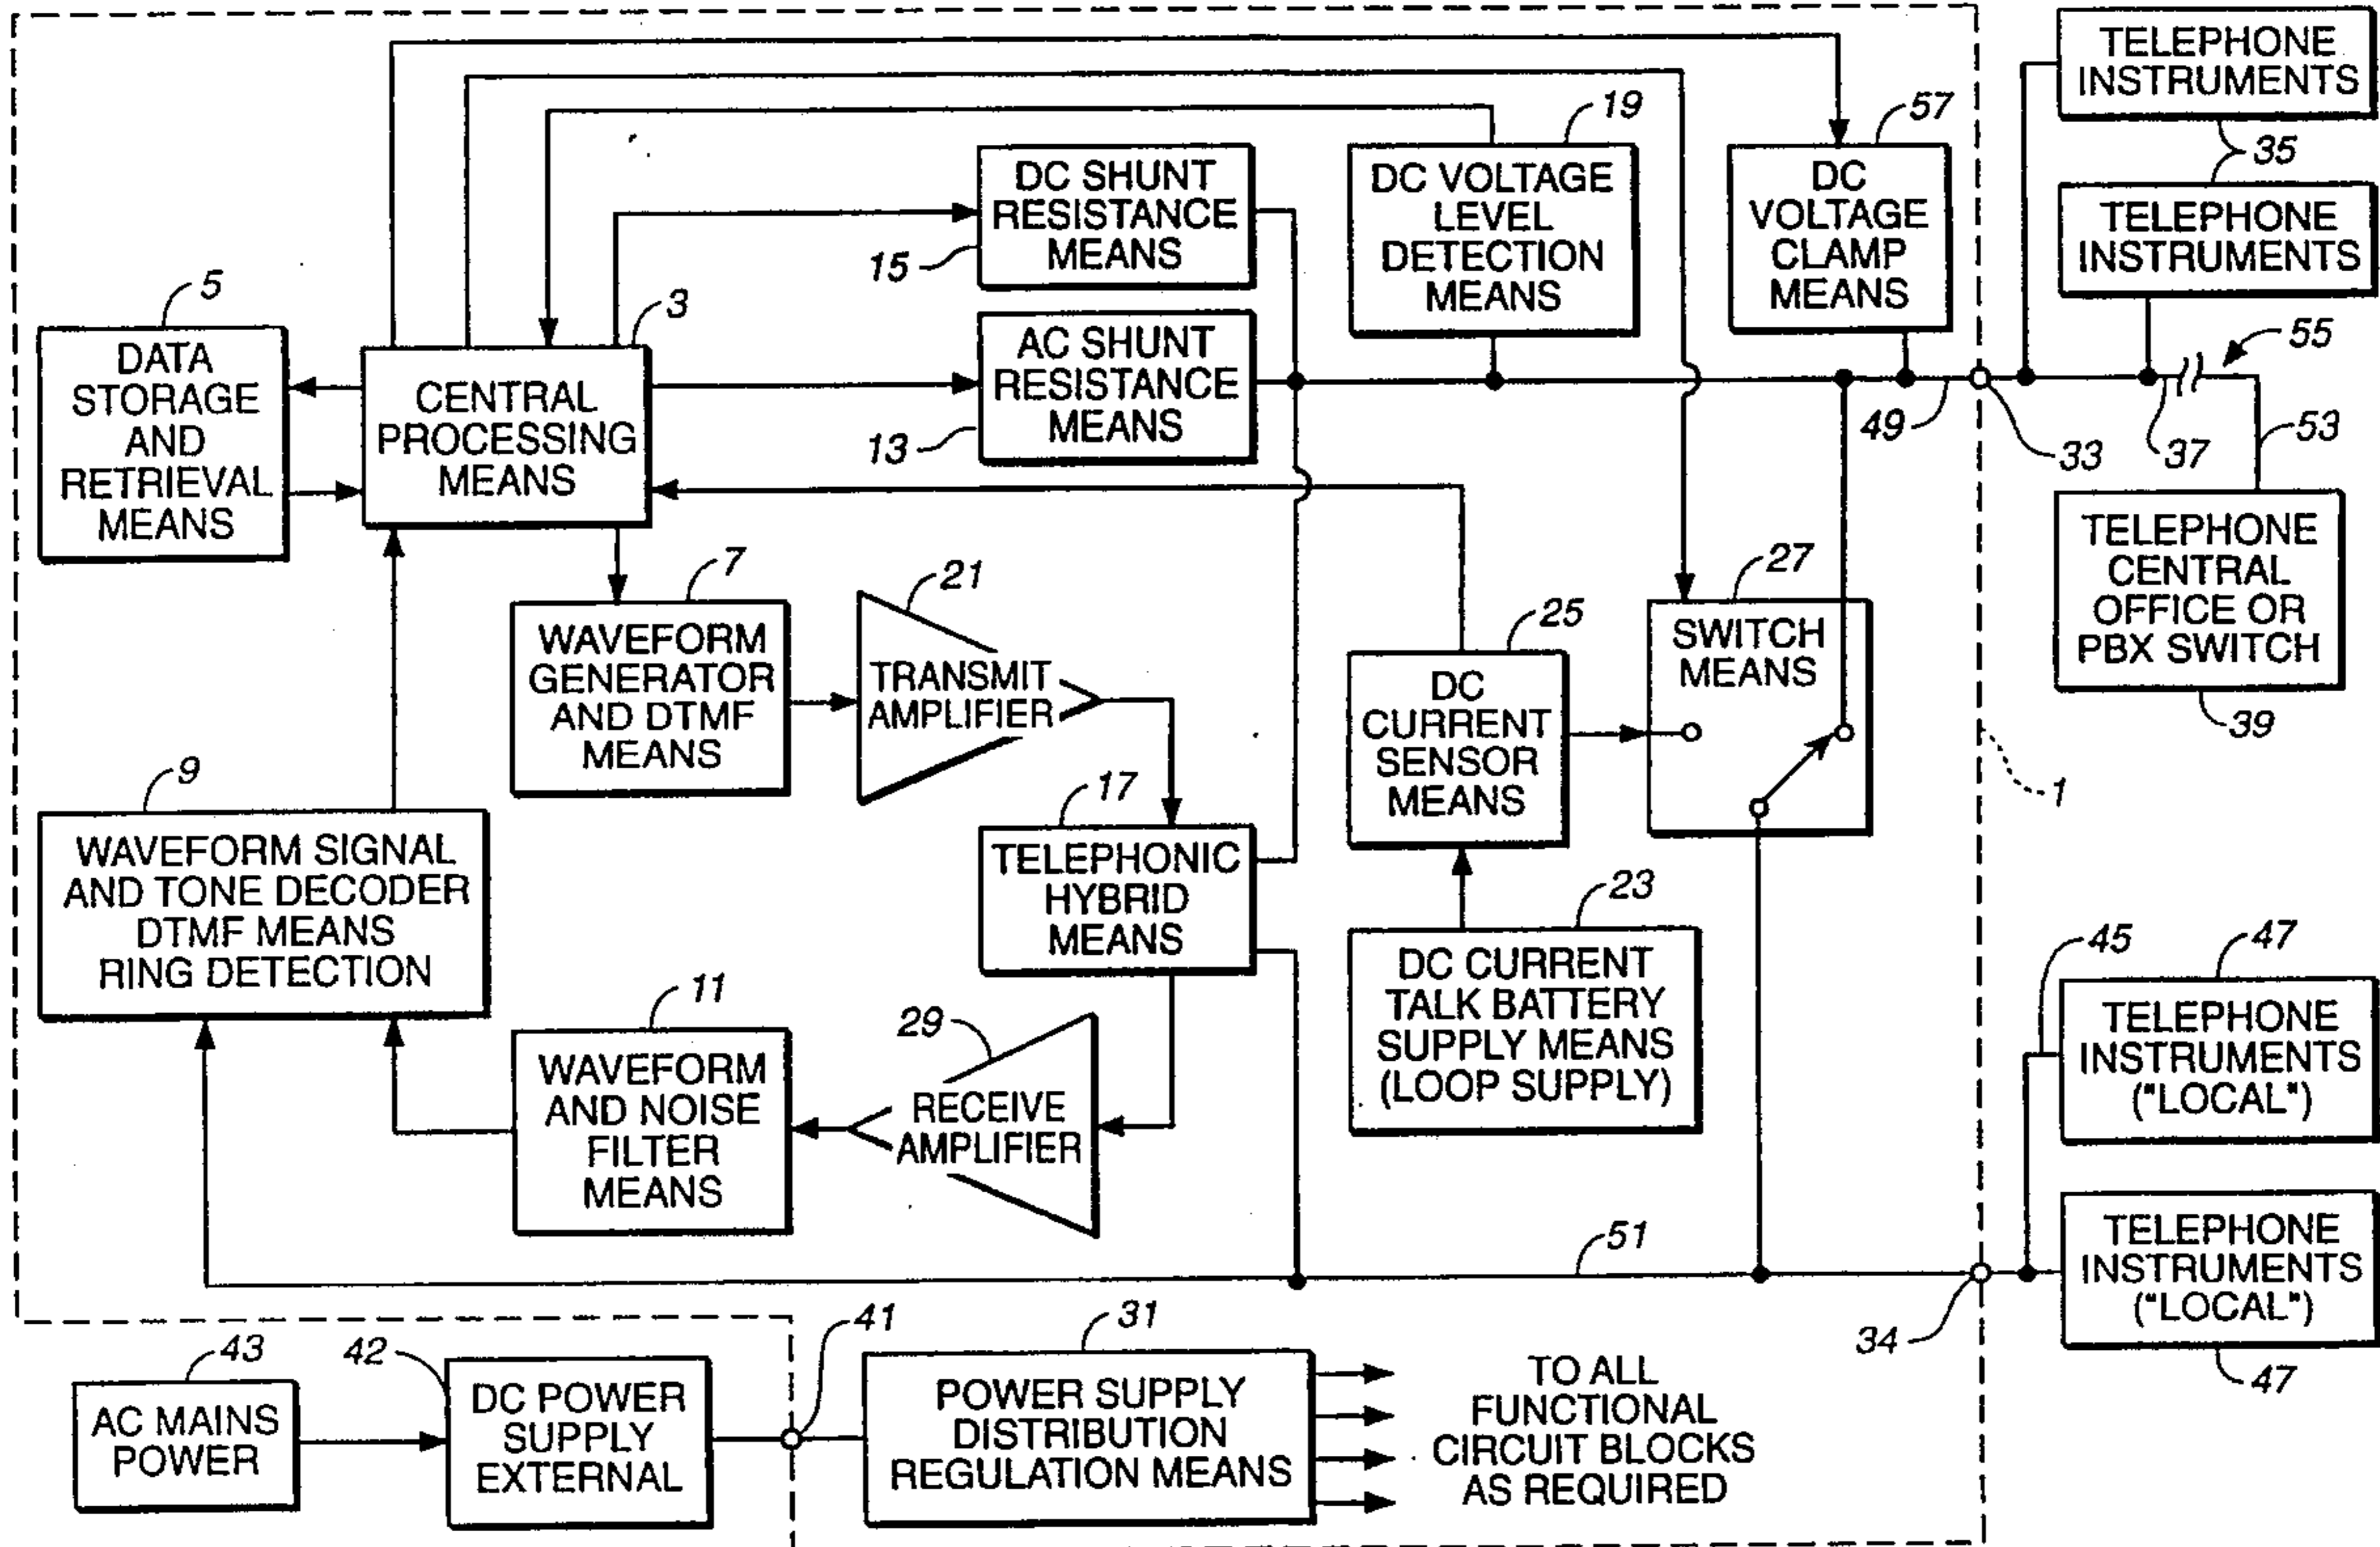 TELEPHONE
INSTRUMENTS
35
TELEPHONE
INSTRUMENTS
19
57
DC SHUNT
RESISTANCE
MEANS
15
DC VOLTAGE
LEVEL
DETECTION
MEANS
DC
VOLTAGE
CLAMP
MEANS
5
3
DATA
STORAGE
AND
RETRIEVAL
MEANS
CENTRAL
PROCESSING
MEANS
AC SHUNT
RESISTANCE
MEANS
13
55
49
33
37
53
TELEPHONE
CENTRAL
OFFICE OR
PBX SWITCH
39
7
WAVEFORM
GENERATOR
AND DTMF
MEANS
21
TRANSMIT
AMPLIFIER
25
DC
CURRENT
SENSOR
MEANS
27
SWITCH
MEANS
1
9
WAVEFORM SIGNAL
AND TONE DECODER
DTMF MEANS
RING DETECTION
17
TELEPHONIC
HYBRID
MEANS
23
DC CURRENT
TALK BATTERY
SUPPLY MEANS
(LOOP SUPPLY)
45
47
TELEPHONE
INSTRUMENTS
("LOCAL")
11
WAVEFORM
AND NOISE
FILTER
MEANS
29
RECEIVE
AMPLIFIER
51
34
TELEPHONE
INSTRUMENTS
("LOCAL")
47
43
AC MAINS
POWER
42
DC POWER
SUPPLY
EXTERNAL
41
31
POWER SUPPLY
DISTRIBUTION
REGULATION MEANS
TO ALL
FUNCTIONAL
CIRCUIT BLOCKS
AS REQUIRED